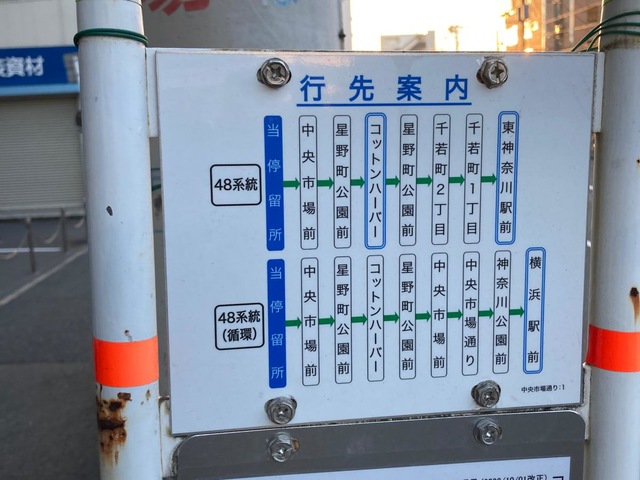 装資材
行先案内
48系統
当停留所
中央市場前
星野町公園前
コットンハーバー
星野町公園前
千若町2丁目
千若町1丁目
東神奈川駅前
48系統
(循環)
当停留所
中央市場前
星野町公園前
コットンハーバー
星野町公園前
中央市場前
中央市場通り
神奈川公園前
横浜駅前
中央市場通り:1